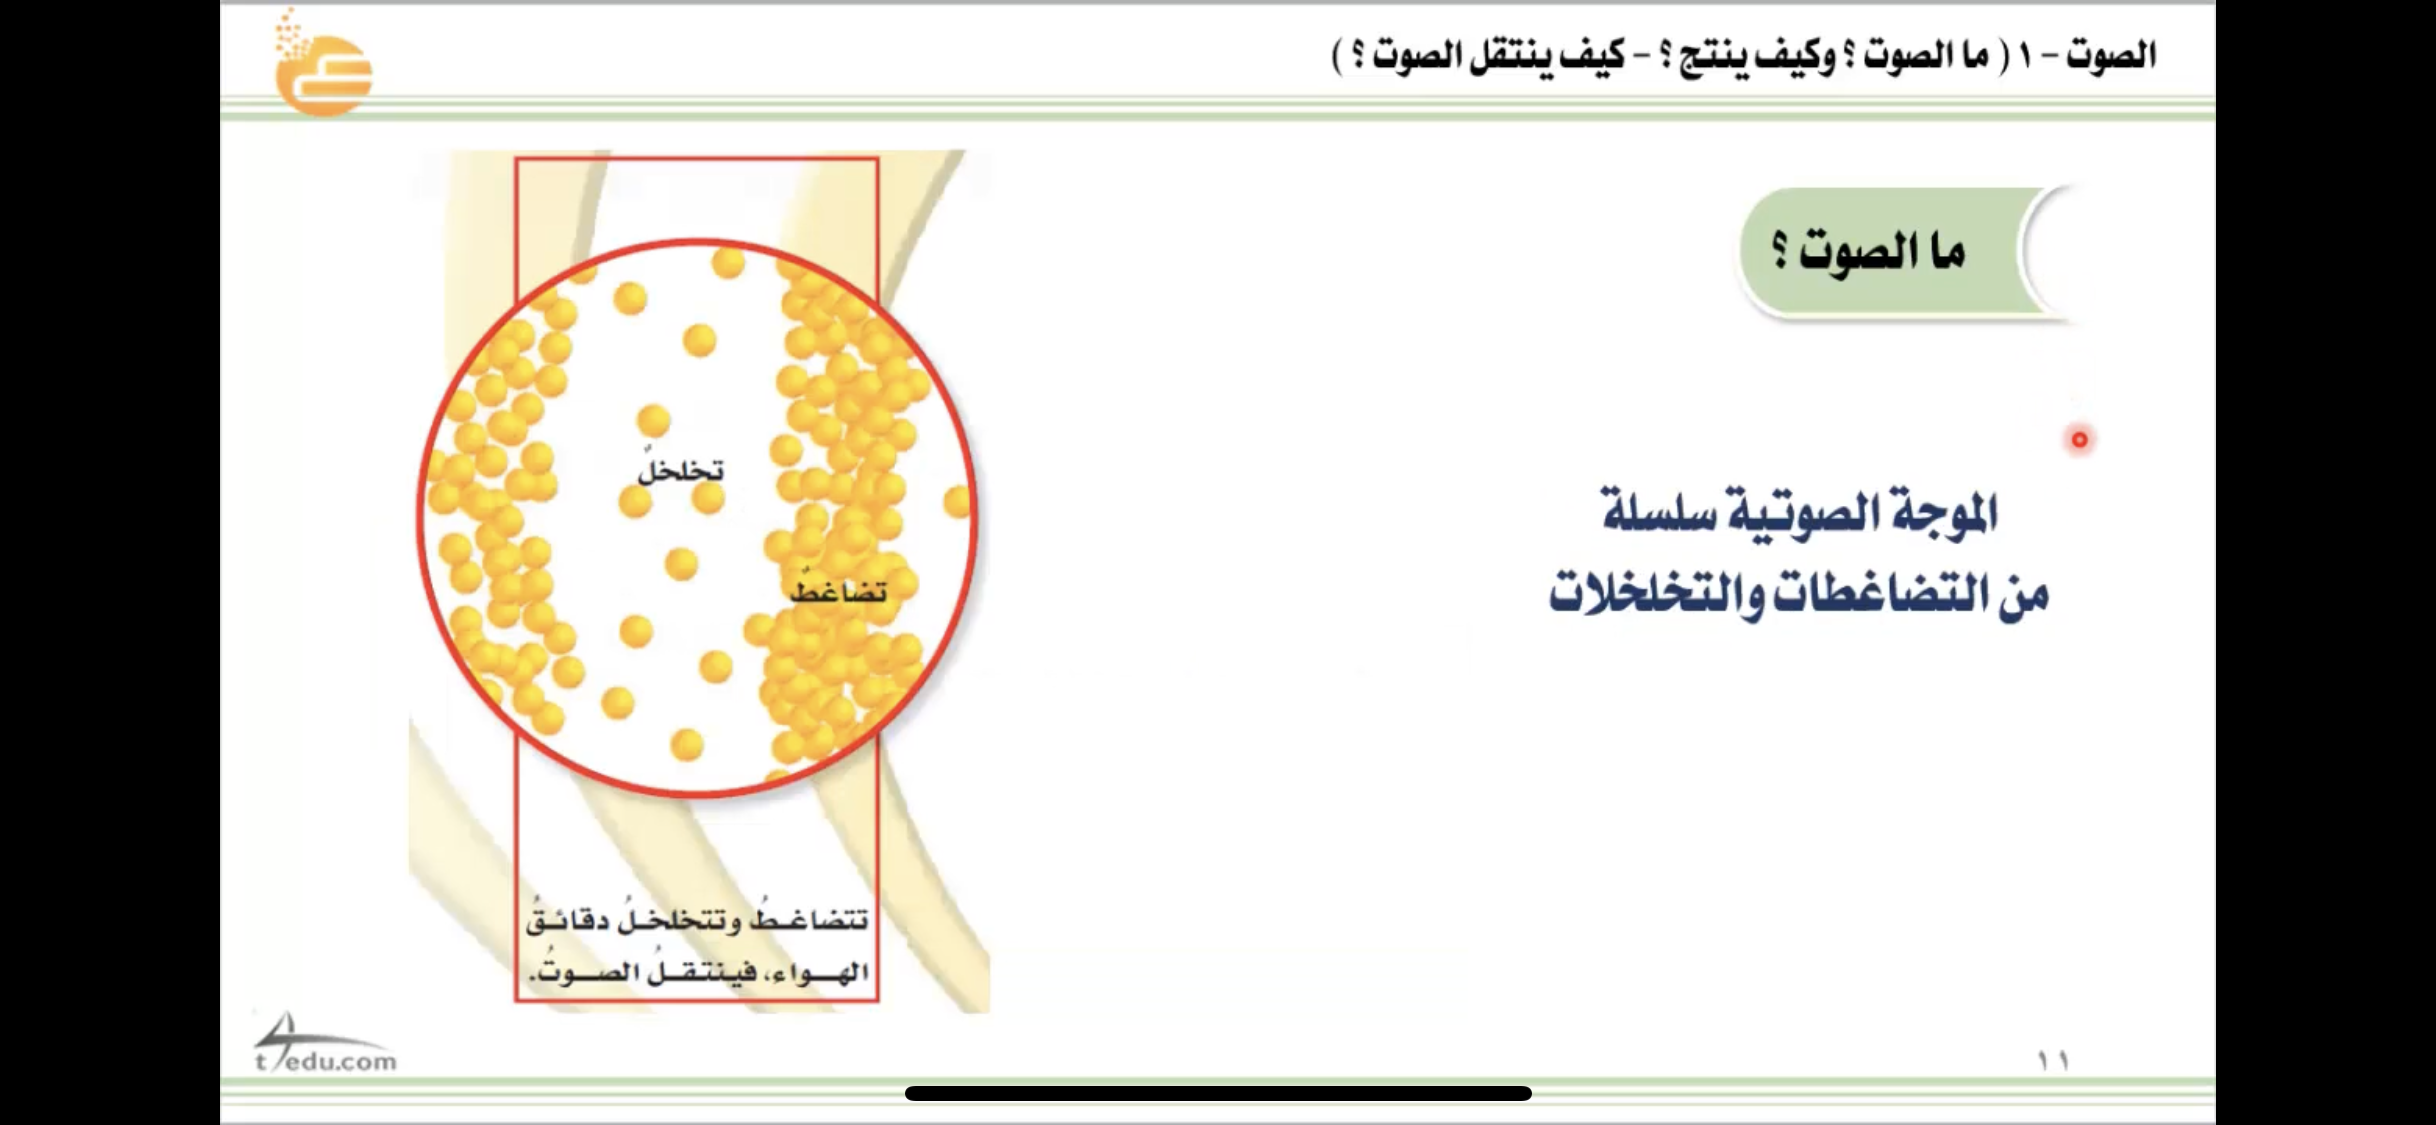 الصوت - ١ ( ما الصوت ؟ وكيف ينتج ؟ - كيف ينتقل الصوت ؟ )
ما الصوت ؟
الموجة الصوتية سلسلة
من التضاغطات والتخلخلات
تخلخلٌ
تضاغطٌ
تتضاغطُ وتتخلخلُ دقائقُ
الهواء، فينتقلُ الصوتُ.
t4edu.com
١١